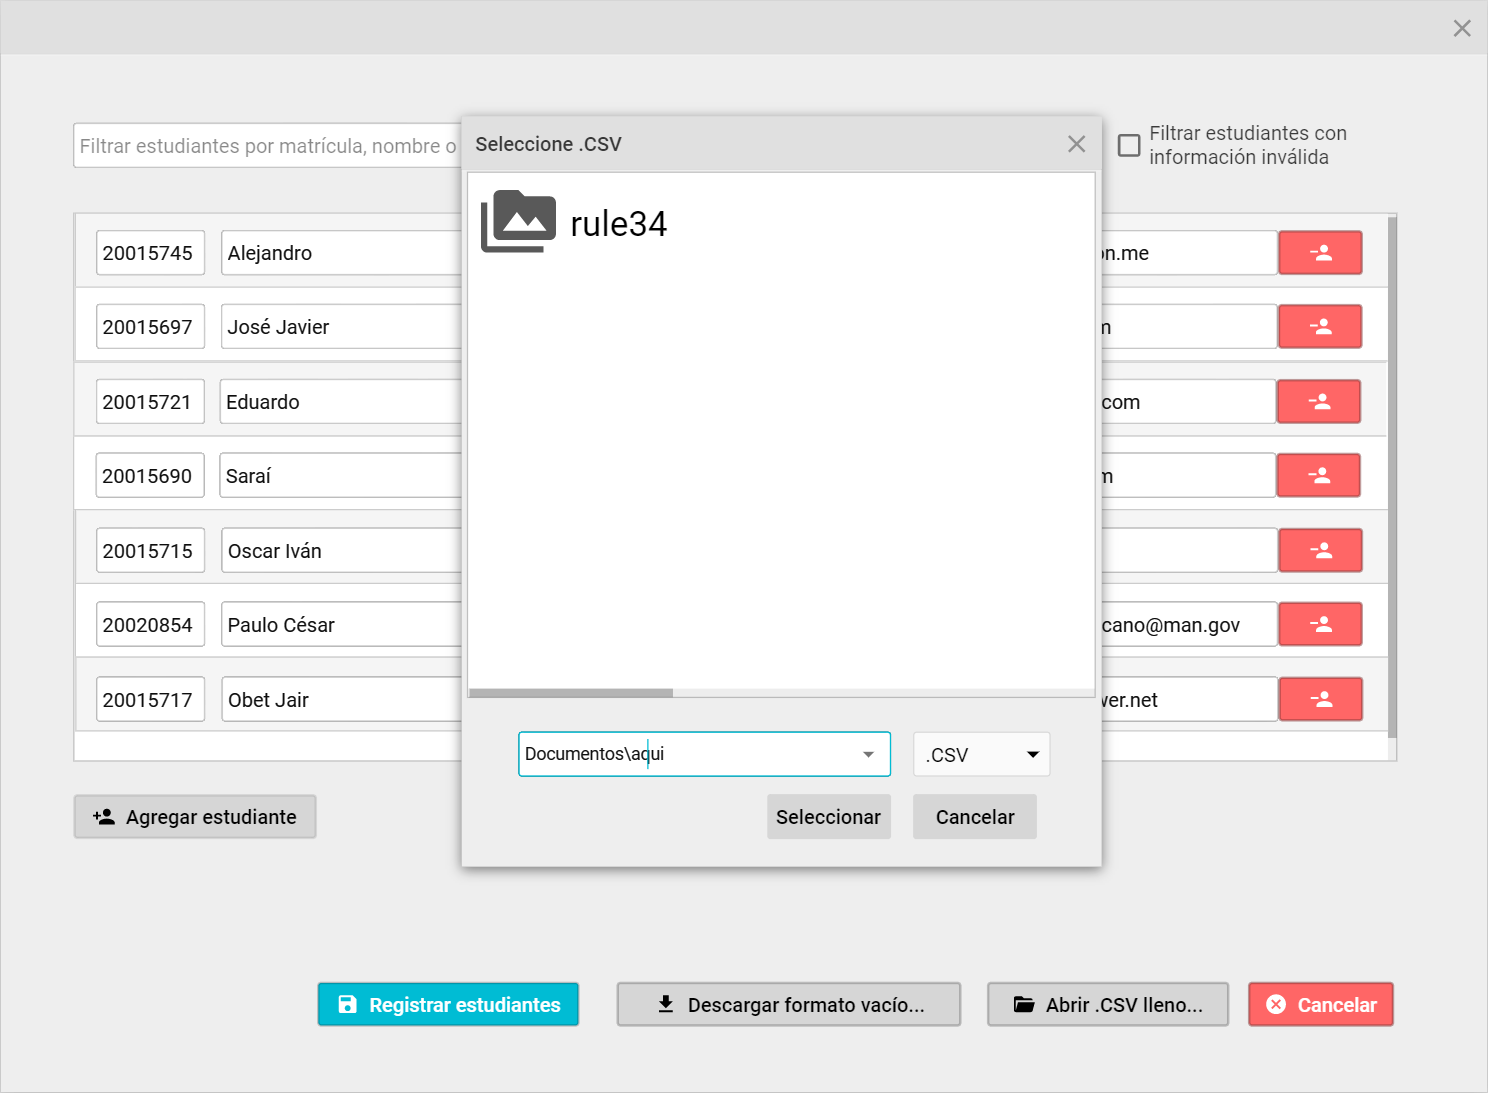 Seleccione .CSV
Filtrar estudiantes por matrícula, nombre o
Filtrar estudiantes con
información inválida
rule34
20015745 Alejandro on.me
20015697 José Javier m
20015721 Eduardo .com
20015690 Saraí m
20015715 Oscar Iván
20020854 Paulo César cano@man.gov
20015717 Obet Jair wer.net
Documentos\aqui .CSV
Seleccionar Cancelar
Agregar estudiante
Registrar estudiantes Descargar formato vacío... Abrir .CSV lleno... Cancelar